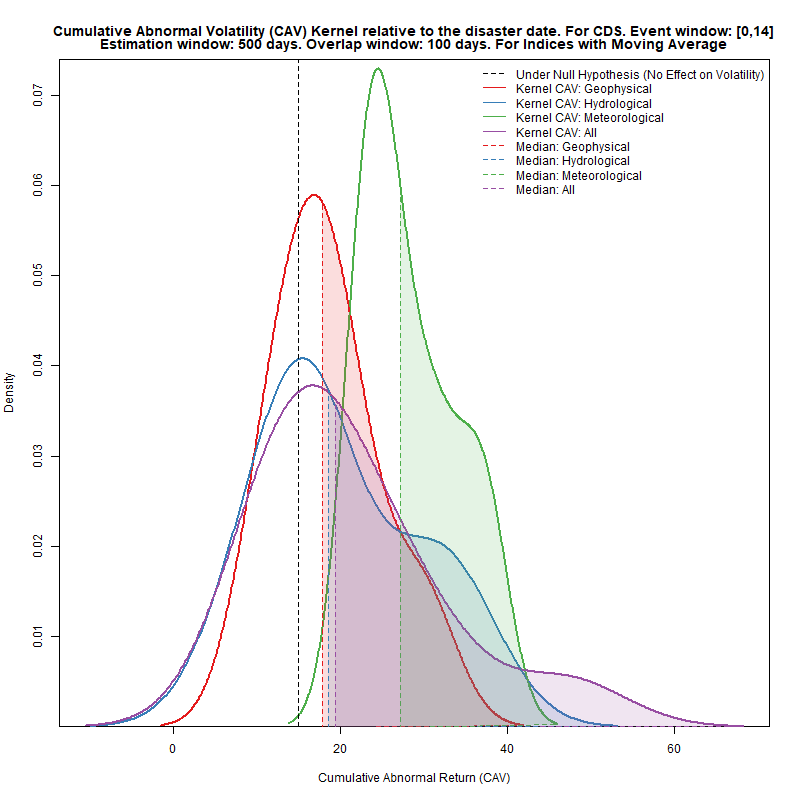 Cumulative Abnormal Volatility (CAV) Kernel relative to the disaster date. For CDS. Event window: [0,14]
Estimation window: 500 days. Overlap window: 100 days. For Indices with Moving Average
Under Null Hypothesis (No Effect on Volatility)
Kernel CAV: Geophysical
Kernel CAV: Hydrological
Kernel CAV: Meteorological
Kernel CAV: All
Median: Geophysical
Median: Hydrological
Median: Meteorological
Median: All
Density
0.07
0.06
0.05
0.04
0.03
0.02
0.01
0 20 40 60
Cumulative Abnormal Return (CAV)